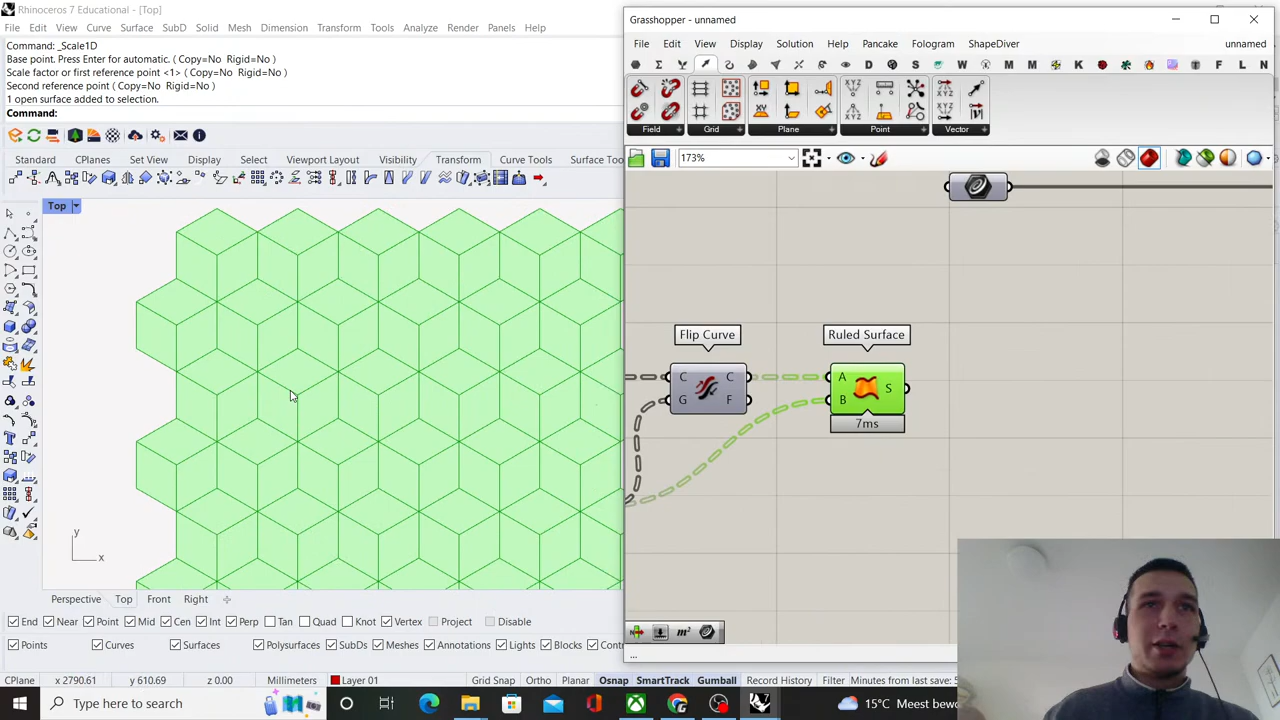 Rhinoceros 7 Educational - [Top]
File Edit View Curve Surface Solid Mesh Dimension Transform Tools Analyze Render Panels Help
Command: _Scale1D
Base point. Press Enter for automatic. ( Copy=No Rigid=No )
Scale factor or first reference point <1> ( Copy=No Rigid=No )
Second reference point ( Copy=No Rigid=No )
1 open surface added to selection.
Command:
Standard CPlanes Set View Display Select Viewport Layout Visibility Transform Curve Tools Surface Too
Top
y
x
Perspective Top Front Right
End Near Point Mid Cen Int Perp Tan Quad Knot Vertex Project Disable
Points Curves Surfaces Polysurfaces SubDs Meshes Annotations Lights Blocks Contr
CPlane x 2790.61 y 610.69 z 0.00 Millimeters Layer 01 Grid Snap Ortho Planar Osnap SmartTrack Gumball Record History Filter Minutes from last save: 5
Type here to search
15°C Meest bewo
Grasshopper - unnamed
File Edit View Display Solution Help Pancake Fologram ShapeDiver unnamed
Field Grid Plane Point Vector
XYZ
XY
173%
Flip Curve
C C
G F
Ruled Surface
A
B
S
7ms
m²
...